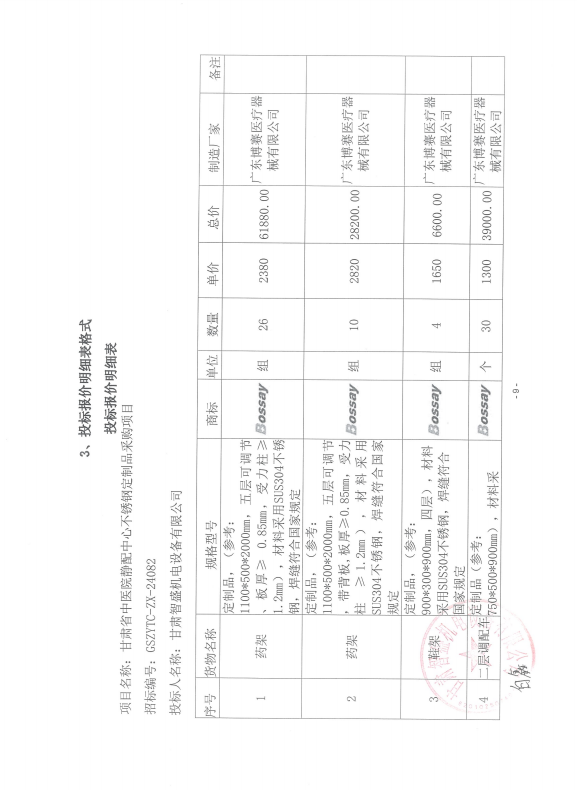 3、投标报价明细表格式
投标报价明细表
项目名称：甘肃省中医院静配中心不锈钢定制品采购项目
招标编号：GSZYTC-ZX-24082
投标人名称：甘肃智盛机电设备有限公司
序号 货物名称 规格型号 商标 单位 数量 单价 总价 制造厂家 备注
1 药架 定制品，（参考：
1100*500*2000mm，五层可调节
、板厚≥ 0.85mm，受力柱≥
1.2mm），材料采用SUS304不锈
钢，焊缝符合国家规定
Bossay 组 26 2380 61880.00 广东博赛医疗器
械有限公司
2 药架 定制品，（参考：
1100*500*2000mm，五层可调节
，带背板,板厚≥0.85mm，受力
柱 ≥ 1.2mm），材料采用
SUS304不锈钢，焊缝符合国家
规定
Bossay 组 10 2820 28200.00 广东博赛医疗器
械有限公司
3 鞋架 定制品，（参考：
900*300*900mm，四层），材料
采用SUS304不锈钢，焊缝符合
国家规定
Bossay 组 4 1650 6600.00 广东博赛医疗器
械有限公司
4 二层调配车 定制品（参考：
750*500*900mm），材料采
Bossay 个 30 1300 39000.00 广东博赛医疗器
械有限公司
-9-